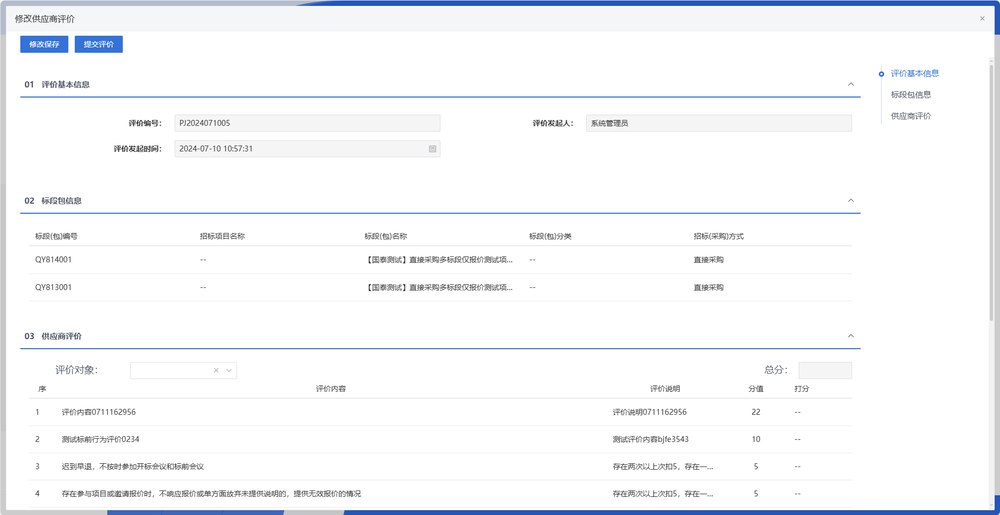 修改供应商评价
修改保存 提交评价
01 评价基本信息
评价基本信息
标段包信息
供应商评价
评价编号： PJ2024071005 评价发起人： 系统管理员
评价发起时间： 2024-07-10 10:57:31
02 标段包信息
标段(包)编号 招标项目名称 标段(包)名称 标段(包)分类 招标(采购)方式
QY814001 -- 【国泰测试】直接采购多标段仅报价测试项... -- 直接采购
QY813001 -- 【国泰测试】直接采购多标段仅报价测试项... -- 直接采购
03 供应商评价
评价对象： 总分：
序 评价内容 评价说明 分值 打分
1 评价内容0711162956 评价说明0711162956 22 --
2 测试标前行为评价0234 测试评价内容bjfe3543 10 --
3 迟到早退，不按时参加开标会议和标前会议 存在两次以上次扣5，存在一... 5 --
4 存在参与项目或邀请报价时，不响应报价或单方面放弃未提供说明的，提供无效报价的情况 存在两次以上次扣5，存在一... 5 --